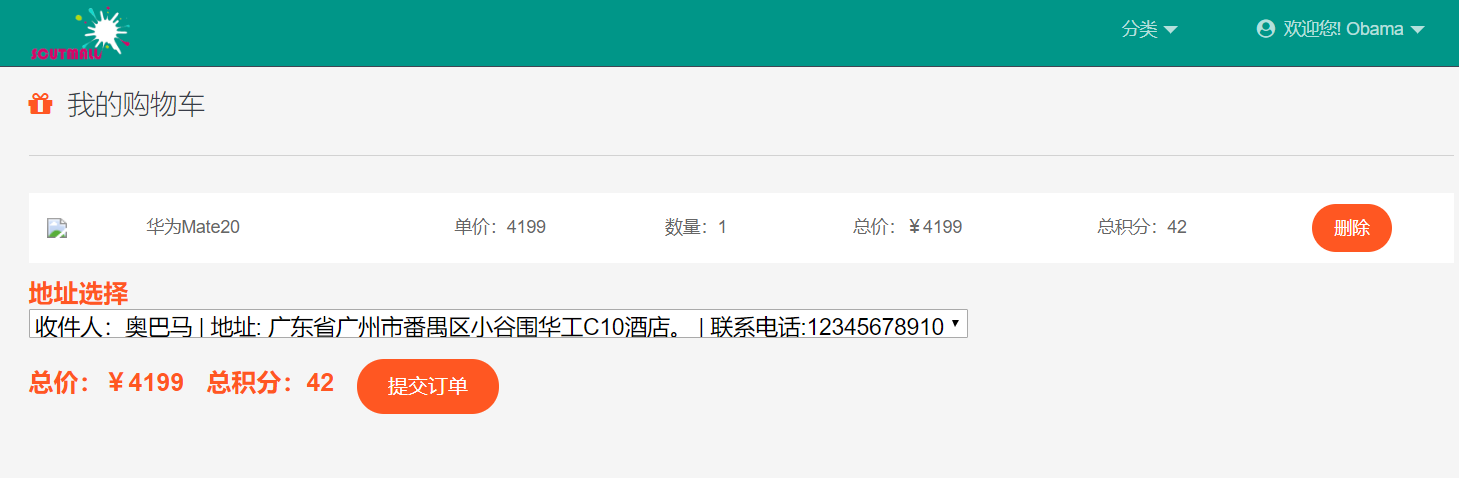 SCUTMALL
分类
欢迎您! Obama
我的购物车
华为Mate20 单价：4199 数量：1 总价：￥4199 总积分：42 删除
地址选择
收件人：奥巴马 | 地址: 广东省广州市番禺区小谷围华工C10酒店。 | 联系电话:12345678910
总价：￥4199 总积分：42 提交订单